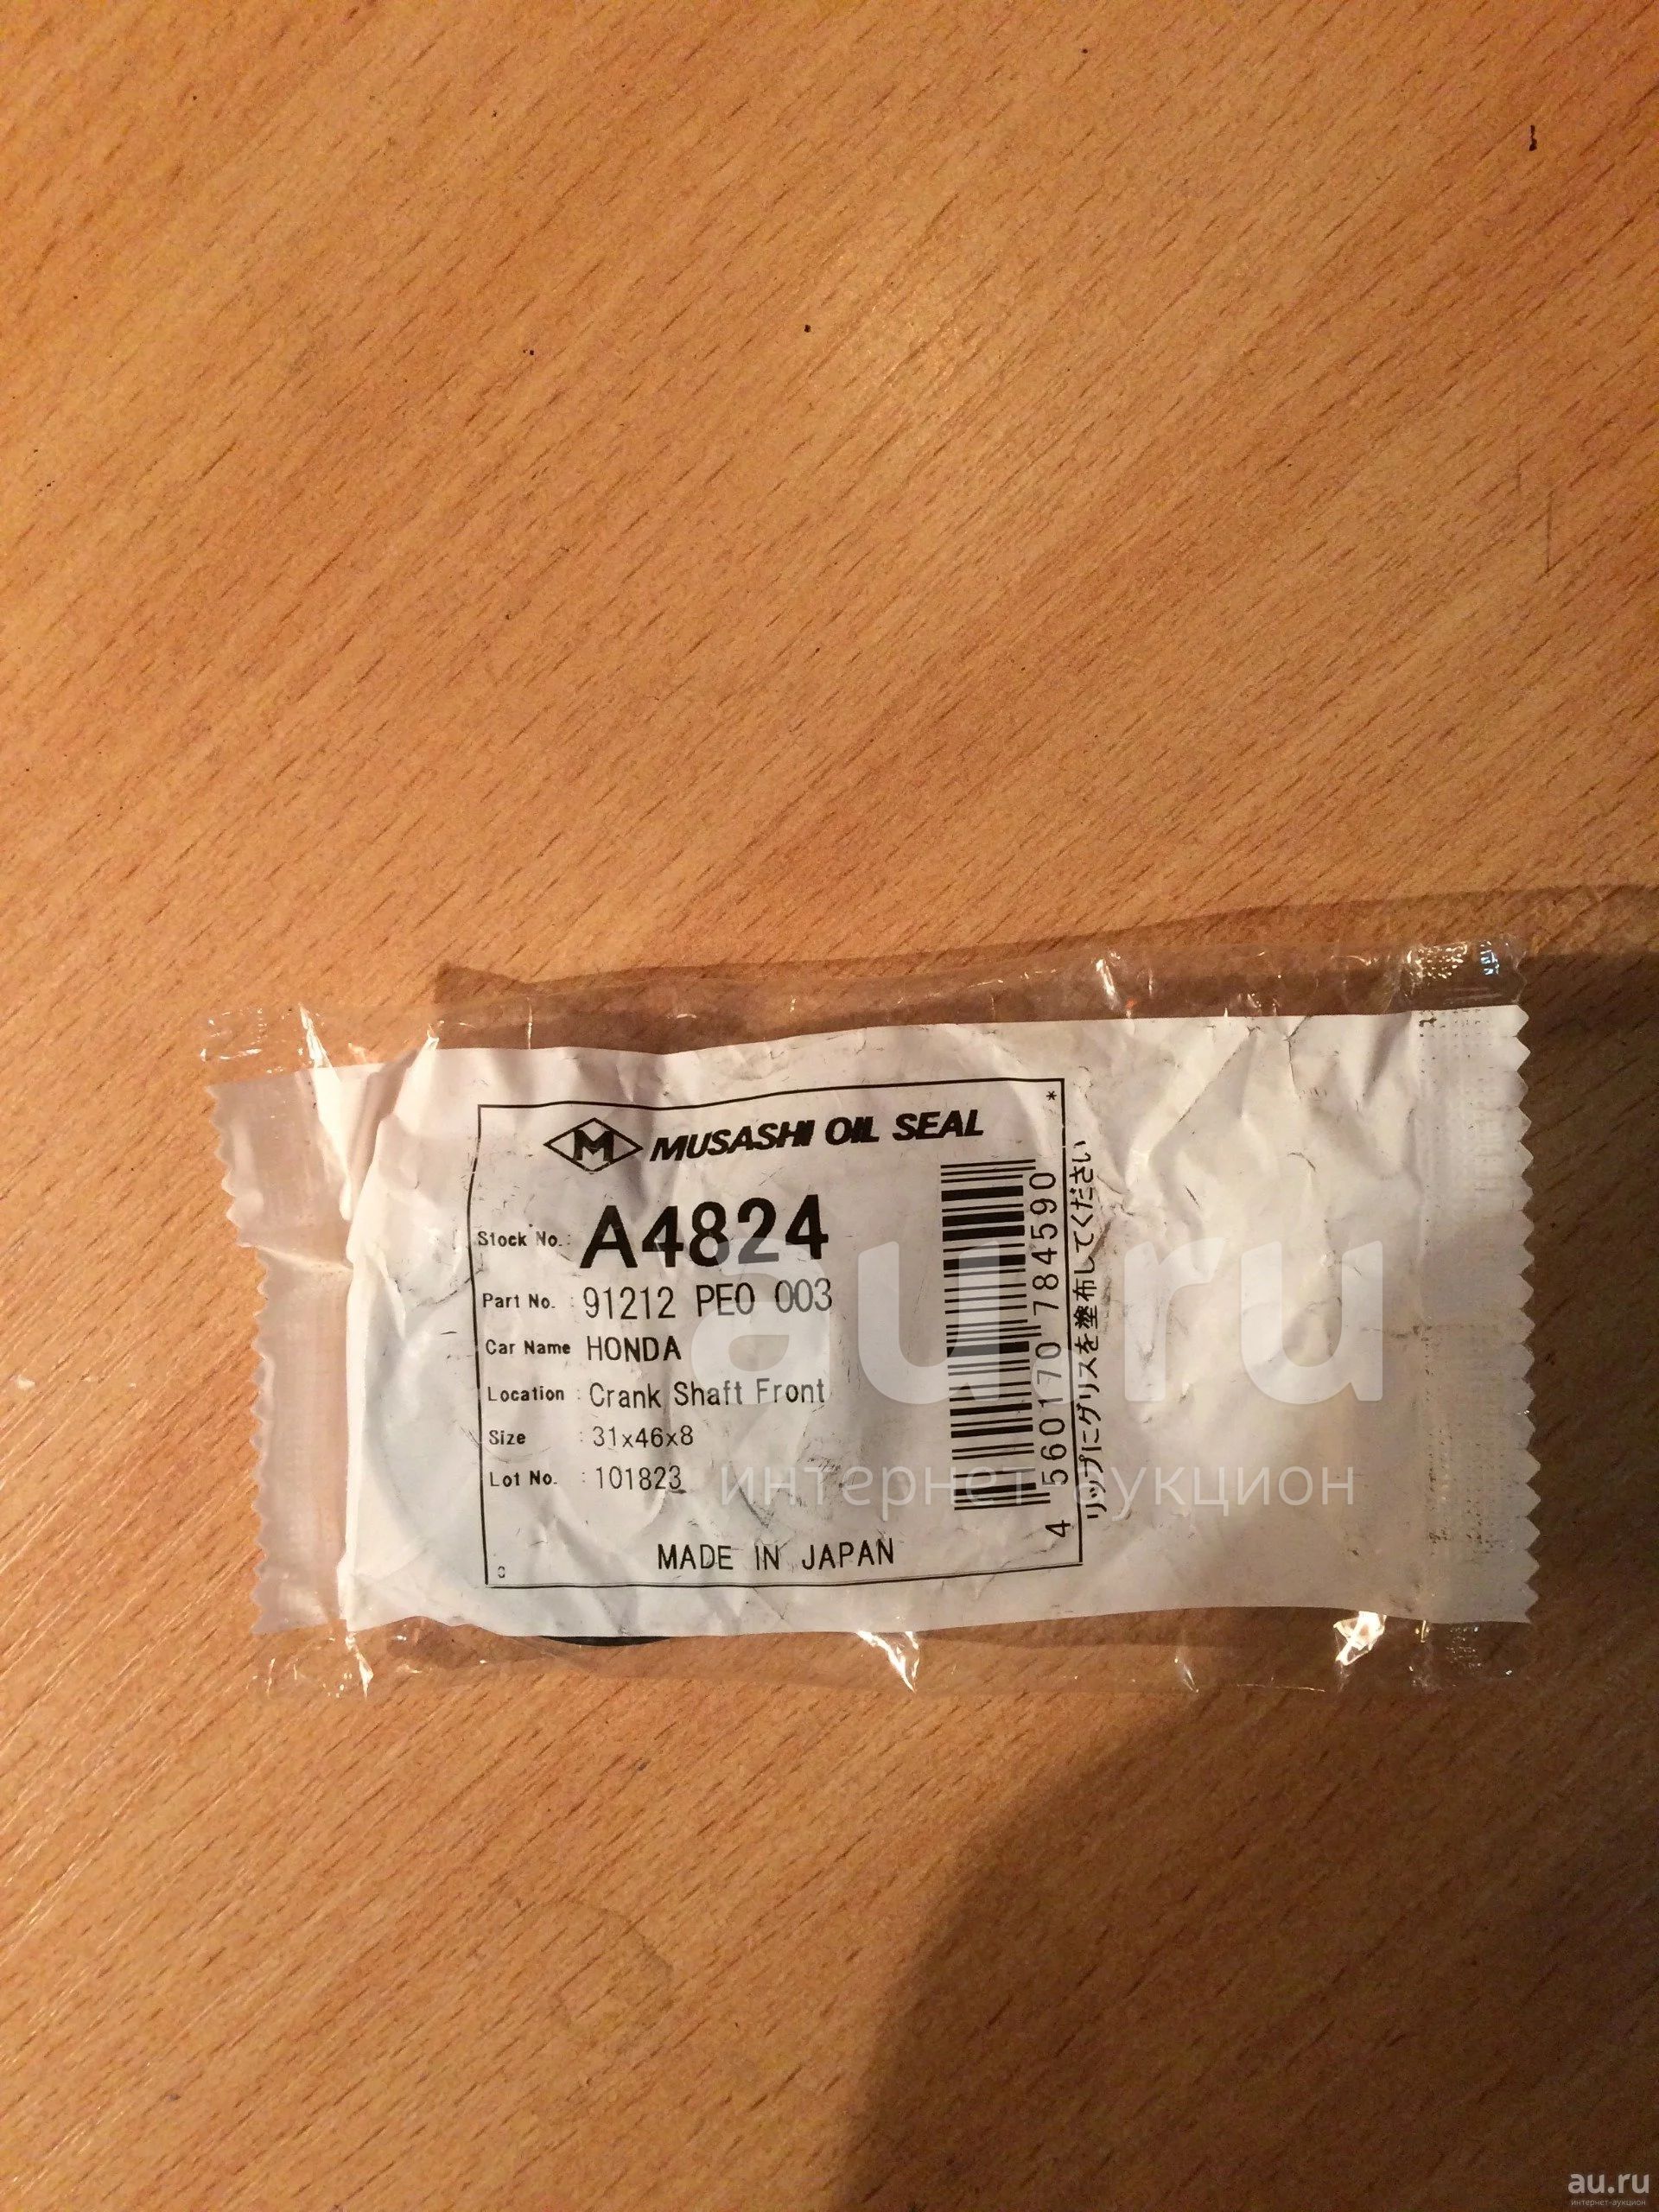 M MUSASHI OIL SEAL
*
Stock No.: A4824
Part No. : 91212 PE0 003
Car Name HONDA
Location : Crank Shaft Front
Size : 31x46x8
Lot No. : 101823
MADE IN JAPAN
c
4 560170 784590
リップにグリスを塗布してください
au.ru
интернет-аукцион
au.ru
интернет-аукцион